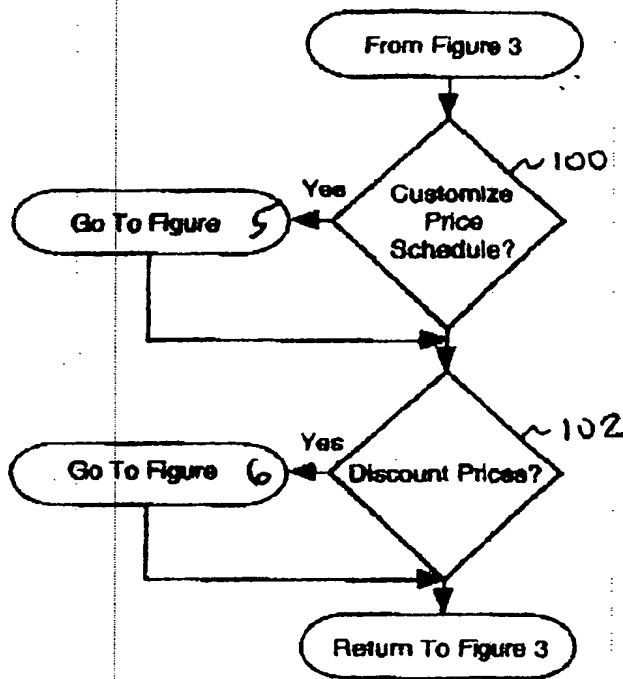 From Figure 3
100
Customize
Price
Schedule?
Yes
Go To Figure 5
102
Discount Prices?
Yes
Go To Figure 6
Return To Figure 3